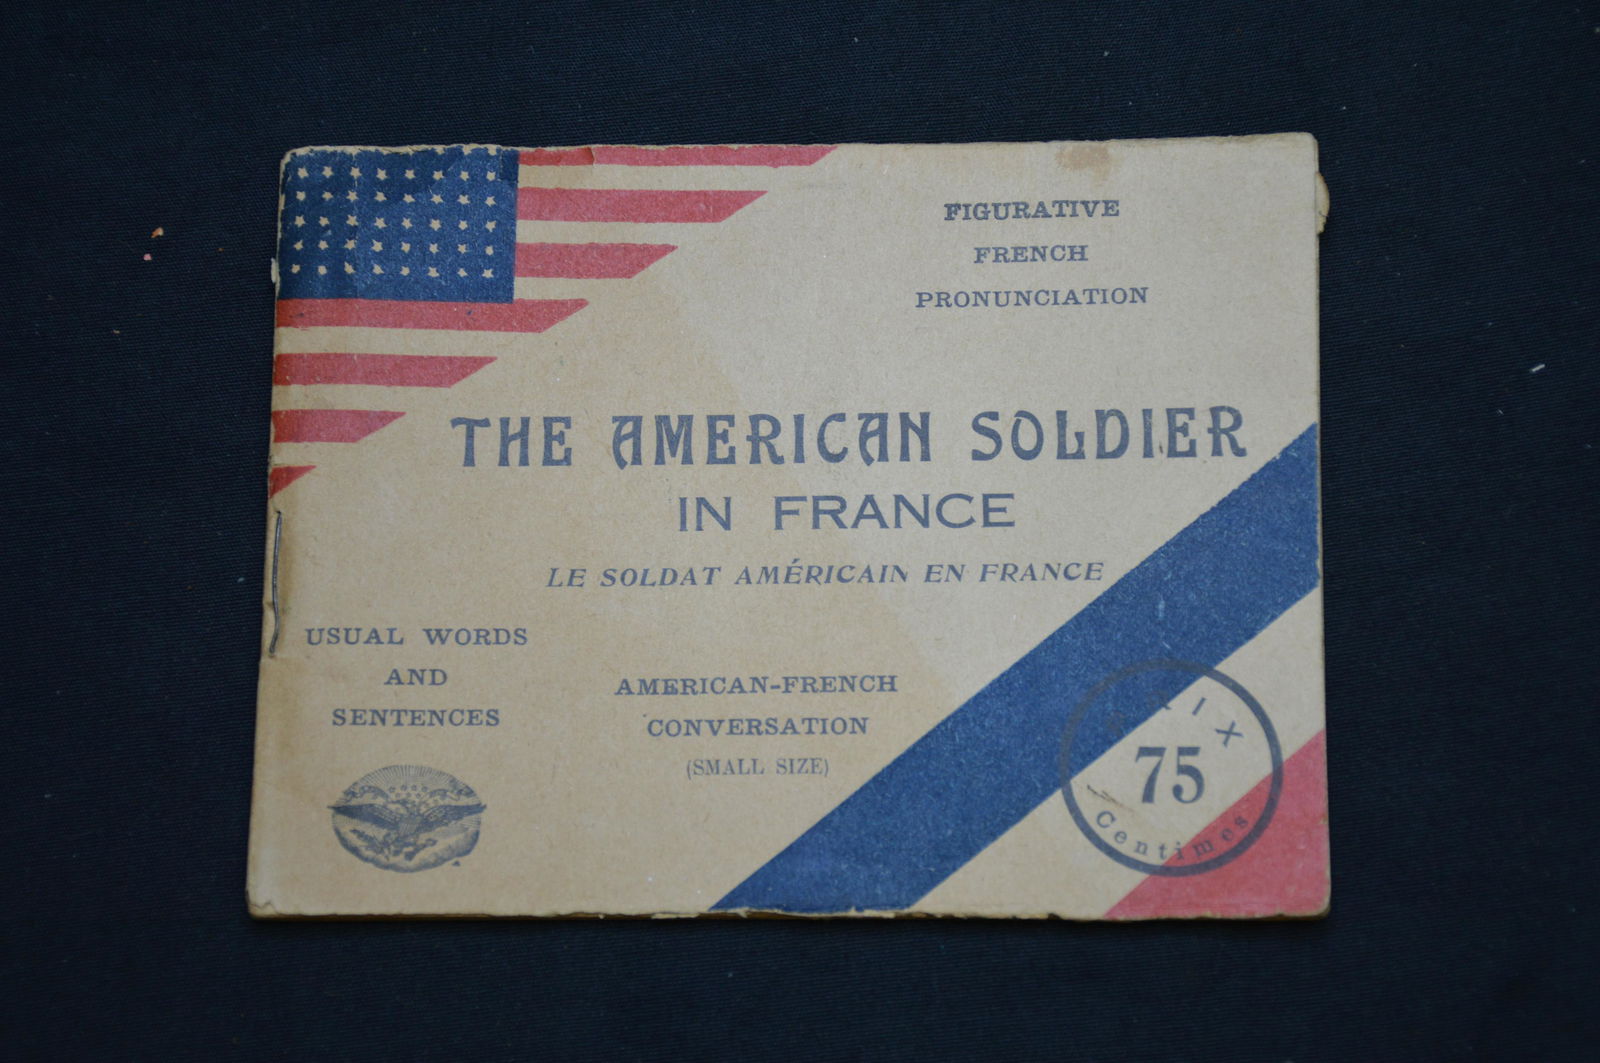 FIGURATIVE
FRENCH
PRONUNCIATION
THE AMERICAN SOLDIER
IN FRANCE
LE SOLDAT AMÉRICAIN EN FRANCE
USUAL WORDS
AND
SENTENCES
AMERICAN-FRENCH
CONVERSATION
(SMALL SIZE)
PRIX
75
Centimes